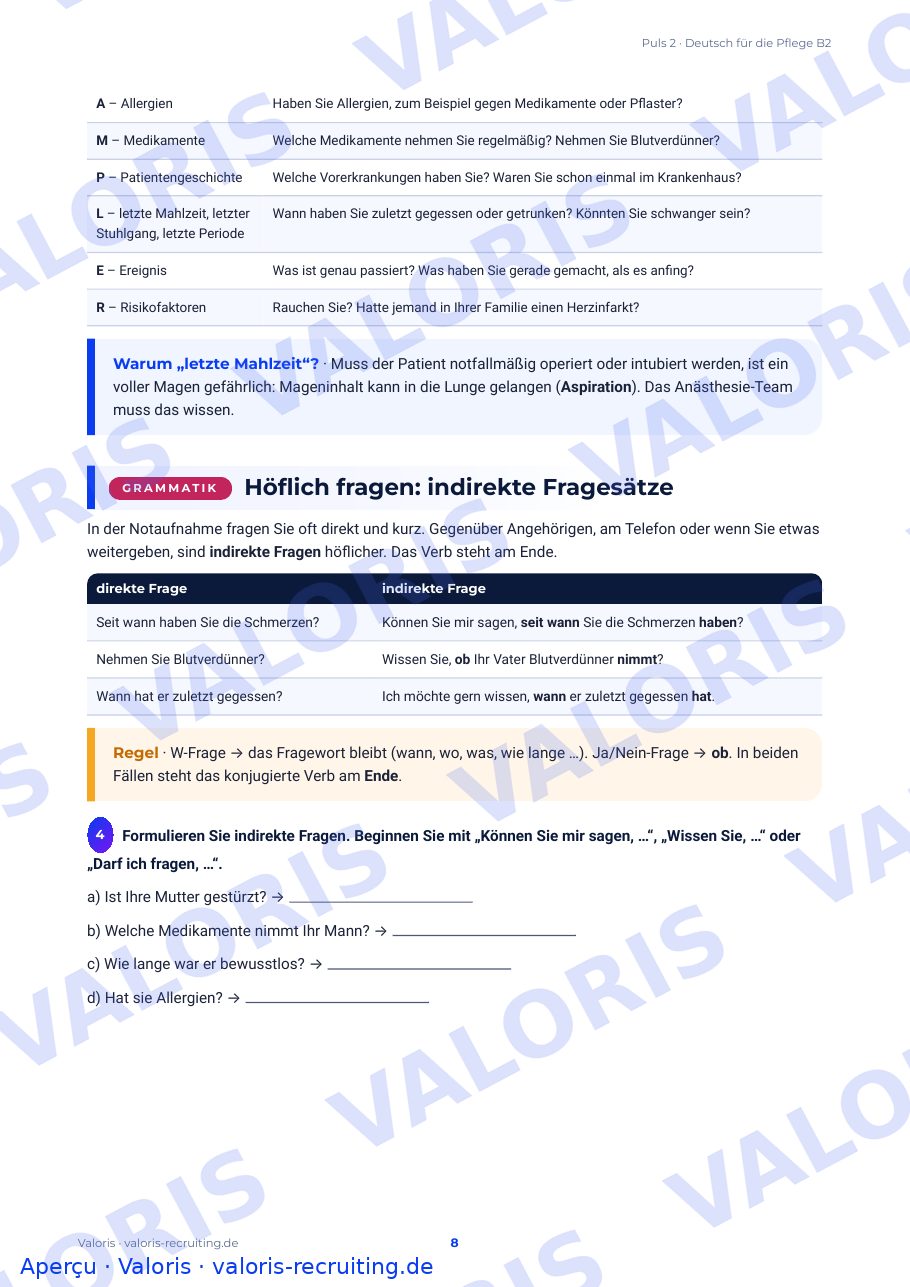 Puls 2 · Deutsch für die Pflege B2
A – Allergien Haben Sie Allergien, zum Beispiel gegen Medikamente oder Pflaster?
M – Medikamente Welche Medikamente nehmen Sie regelmäßig? Nehmen Sie Blutverdünner?
P – Patientengeschichte Welche Vorerkrankungen haben Sie? Waren Sie schon einmal im Krankenhaus?
L – letzte Mahlzeit, letzter Wann haben Sie zuletzt gegessen oder getrunken? Könnten Sie schwanger sein?
Stuhlgang, letzte Periode
E – Ereignis Was ist genau passiert? Was haben Sie gerade gemacht, als es anfing?
R – Risikofaktoren Rauchen Sie? Hatte jemand in Ihrer Familie einen Herzinfarkt?
Warum „letzte Mahlzeit“? · Muss der Patient notfallmäßig operiert oder intubiert werden, ist ein
voller Magen gefährlich: Mageninhalt kann in die Lunge gelangen (Aspiration). Das Anästhesie-Team
muss das wissen.
GRAMMATIK Höflich fragen: indirekte Fragesätze
In der Notaufnahme fragen Sie oft direkt und kurz. Gegenüber Angehörigen, am Telefon oder wenn Sie etwas
weitergeben, sind indirekte Fragen höflicher. Das Verb steht am Ende.
direkte Frage indirekte Frage
Seit wann haben Sie die Schmerzen? Können Sie mir sagen, seit wann Sie die Schmerzen haben?
Nehmen Sie Blutverdünner? Wissen Sie, ob Ihr Vater Blutverdünner nimmt?
Wann hat er zuletzt gegessen? Ich möchte gern wissen, wann er zuletzt gegessen hat.
Regel · W-Frage → das Fragewort bleibt (wann, wo, was, wie lange …). Ja/Nein-Frage → ob. In beiden
Fällen steht das konjugierte Verb am Ende.
4 Formulieren Sie indirekte Fragen. Beginnen Sie mit „Können Sie mir sagen, …“, „Wissen Sie, …“ oder
„Darf ich fragen, …“.
a) Ist Ihre Mutter gestürzt? →
b) Welche Medikamente nimmt Ihr Mann? →
c) Wie lange war er bewusstlos? →
d) Hat sie Allergien? →
Valoris · valoris-recruiting.de 8
Aperçu · Valoris · valoris-recruiting.de
VALORIS